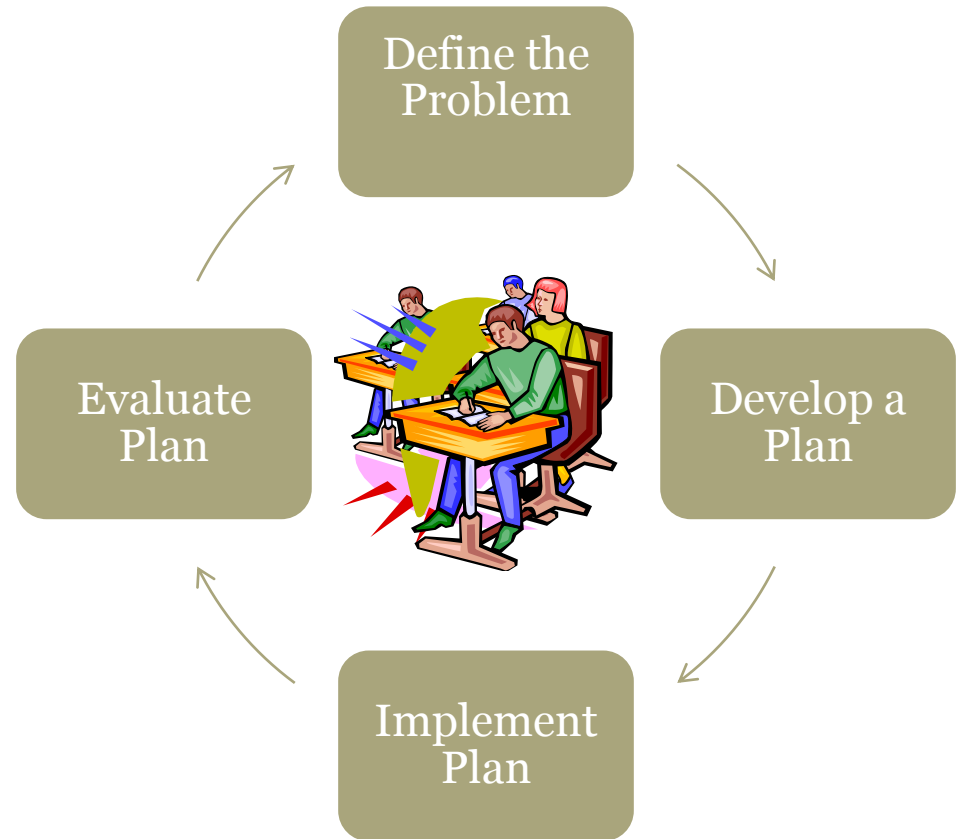 Define the
Problem
Develop a
Plan
Implement
Plan
Evaluate
Plan